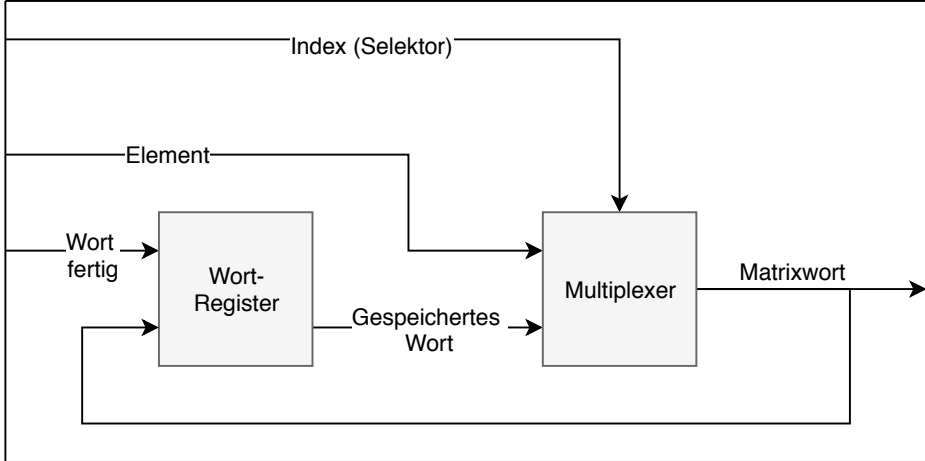 Index (Selektor)
Element
Wort
fertig
Wort-
Register
Gespeichertes
Wort
Multiplexer
Matrixwort